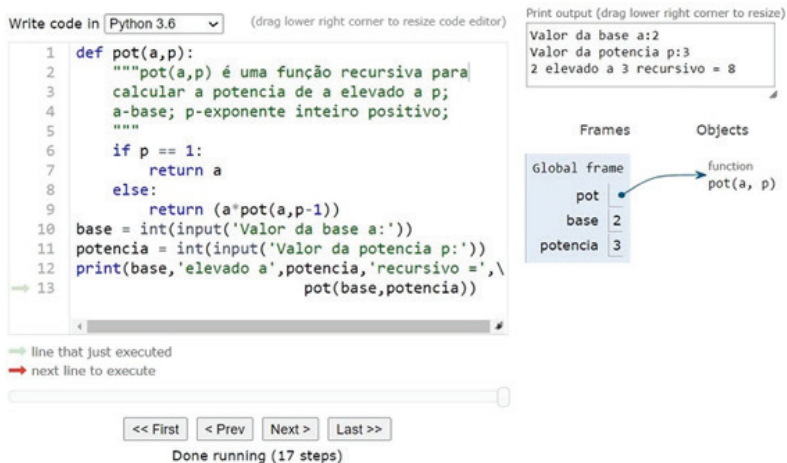 Write code in Python 3.6 (drag lower right corner to resize code editor)
1 def pot(a,p):
2     """pot(a,p) é uma função recursiva para
3     calcular a potencia de a elevado a p;
4     a-base; p-exponente inteiro positivo;
5     """
6     if p == 1:
7         return a
8     else:
9         return (a*pot(a,p-1))
10 base = int(input('Valor da base a:'))
11 potencia = int(input('Valor da potencia p:'))
12 print(base,'elevado a',potencia,'recursivo =',\
13                         pot(base,potencia))
line that just executed
next line to execute
<< First < Prev Next > Last >>
Done running (17 steps)
Print output (drag lower right corner to resize)
Valor da base a:2
Valor da potencia p:3
2 elevado a 3 recursivo = 8
Frames Objects
Global frame
pot
base 2
potencia 3
function
pot(a, p)